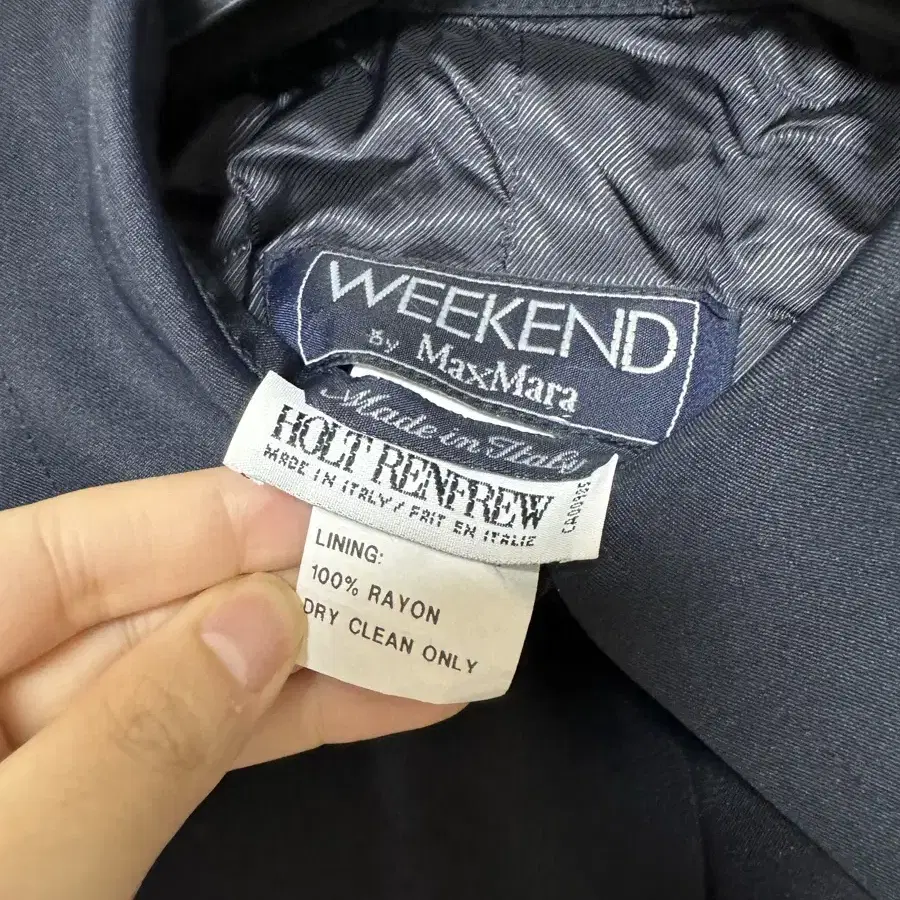 WEEKEND
By MaxMara
Made in Italy
HOLT RENFREW
MADE IN ITALY / FAIT EN ITALIE
CA00905
LINING:
100% RAYON
DRY CLEAN ONLY